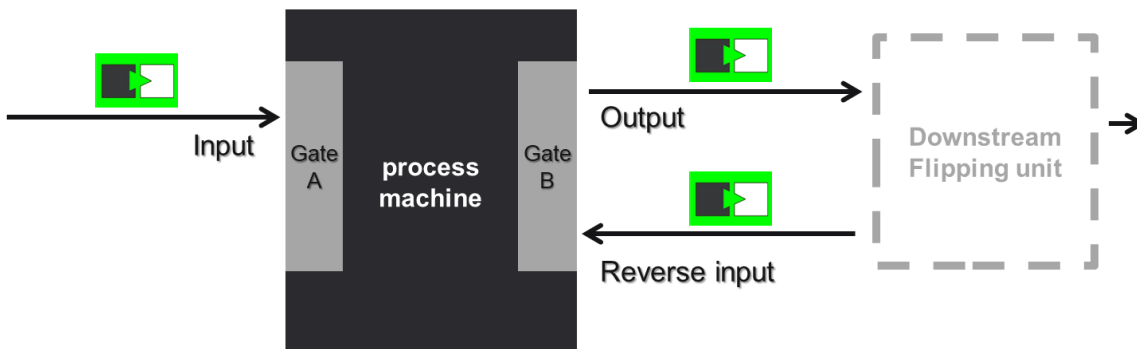 Input
Gate
A
process
machine
Gate
B
Output
Reverse input
Downstream
Flipping unit